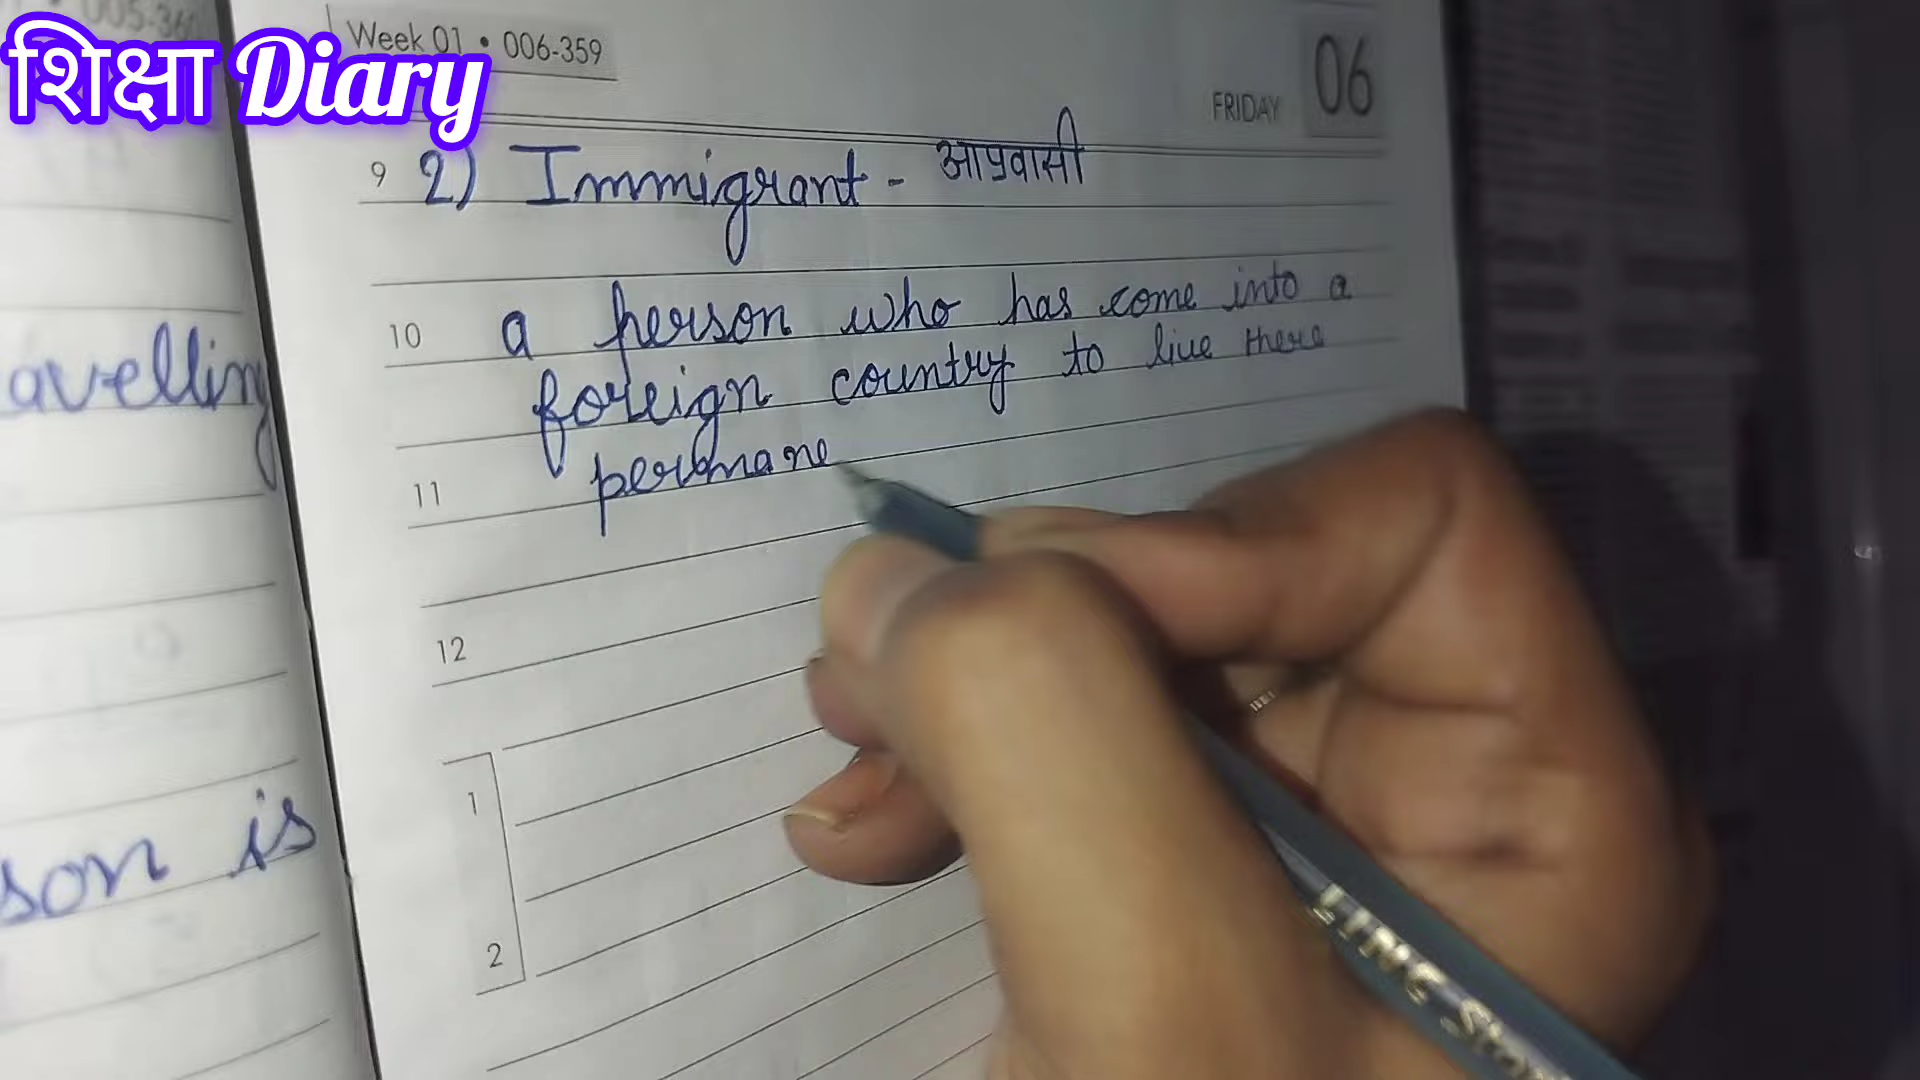 शिक्षा Diary
Week 01 • 006-359
FRIDAY 06
9 2) Immigrant - आप्रवासी
10 a person who has come into a
foreign country to live there
11 permane
12
1
2
avelling
son is